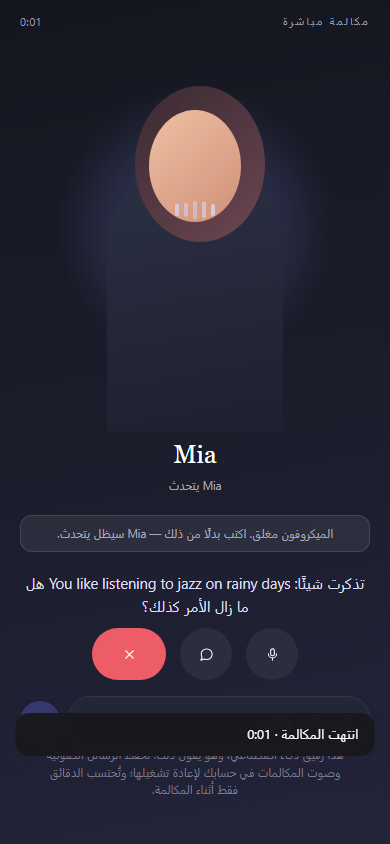 0:01
مكالمة مباشرة
Mia
Mia يتحدث
الميكروفون مغلق. اكتب بدلًا من ذلك — Mia سيظل يتحدث.
تذكرت شيئًا: You like listening to jazz on rainy days هل
ما زال الأمر كذلك؟
انتهت المكالمة · 0:01
وصوت المكالمات في حسابك لإعادة تشغيلها؛ وتُحتسب الدقائق
فقط أثناء المكالمة.